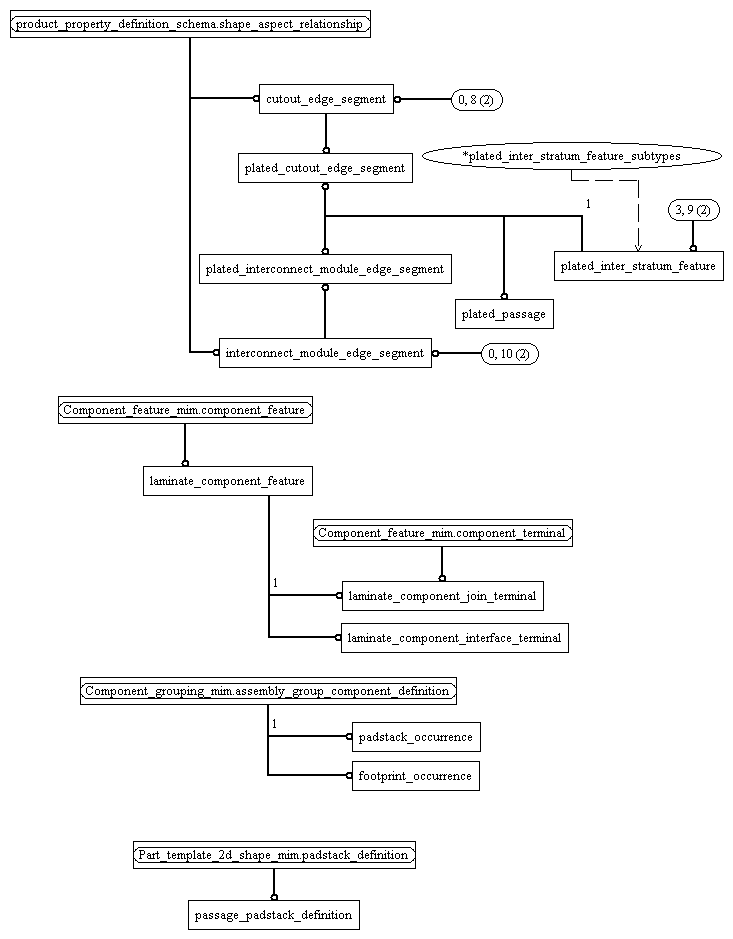 product_property_definition_schema.shape_aspect_relationship
cutout_edge_segment
0, 8 (2)
plated_cutout_edge_segment
*plated_inter_stratum_feature_subtypes
1
3, 9 (2)
plated_interconnect_module_edge_segment
plated_inter_stratum_feature
plated_passage
interconnect_module_edge_segment
0, 10 (2)
Component_feature_mim.component_feature
laminate_component_feature
Component_feature_mim.component_terminal
1
laminate_component_join_terminal
laminate_component_interface_terminal
Component_grouping_mim.assembly_group_component_definition
1
padstack_occurrence
footprint_occurrence
Part_template_2d_shape_mim.padstack_definition
passage_padstack_definition